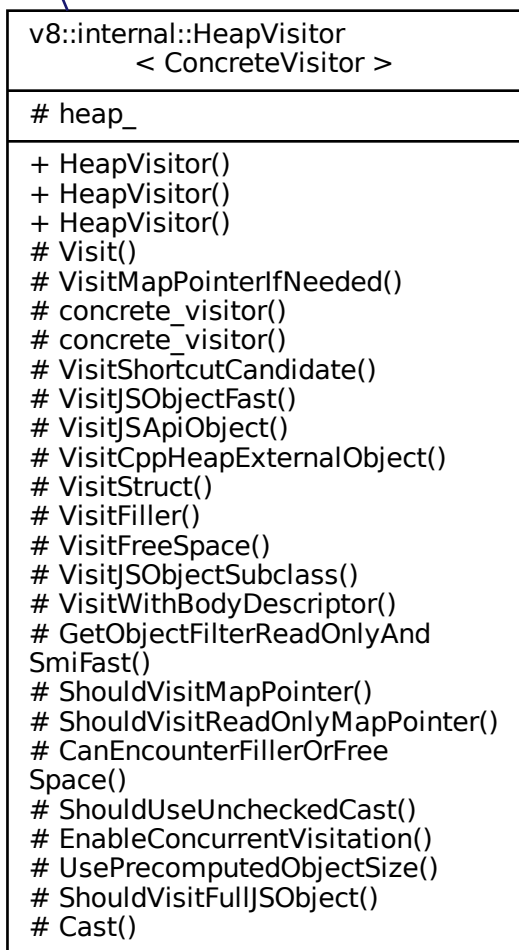 v8::internal::HeapVisitor
< ConcreteVisitor >
# heap_
+ HeapVisitor()
+ HeapVisitor()
+ HeapVisitor()
# Visit()
# VisitMapPointerIfNeeded()
# concrete_visitor()
# concrete_visitor()
# VisitShortcutCandidate()
# VisitJSObjectFast()
# VisitJSApiObject()
# VisitCppHeapExternalObject()
# VisitStruct()
# VisitFiller()
# VisitFreeSpace()
# VisitJSObjectSubclass()
# VisitWithBodyDescriptor()
# GetObjectFilterReadOnlyAnd
SmiFast()
# ShouldVisitMapPointer()
# ShouldVisitReadOnlyMapPointer()
# CanEncounterFillerOrFree
Space()
# ShouldUseUncheckedCast()
# EnableConcurrentVisitation()
# UsePrecomputedObjectSize()
# ShouldVisitFullJSObject()
# Cast()